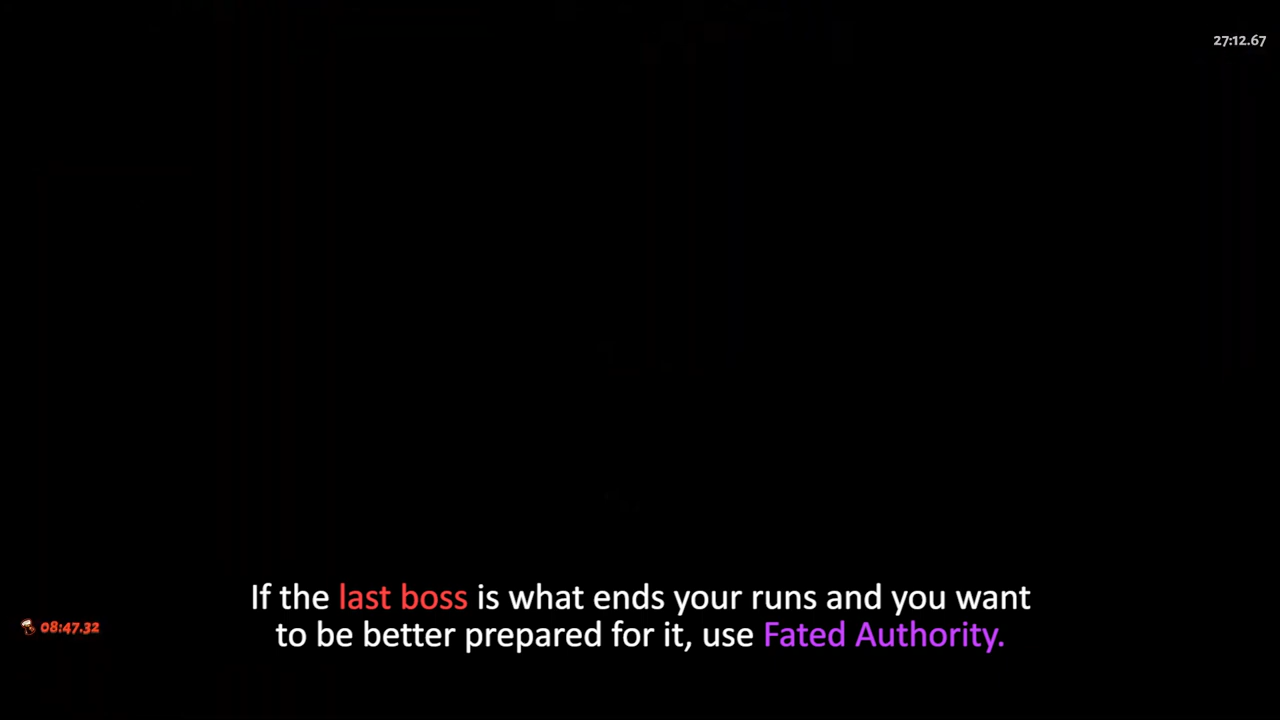 27:12.67
If the last boss is what ends your runs and you want
to be better prepared for it, use Fated Authority.
08:47.32